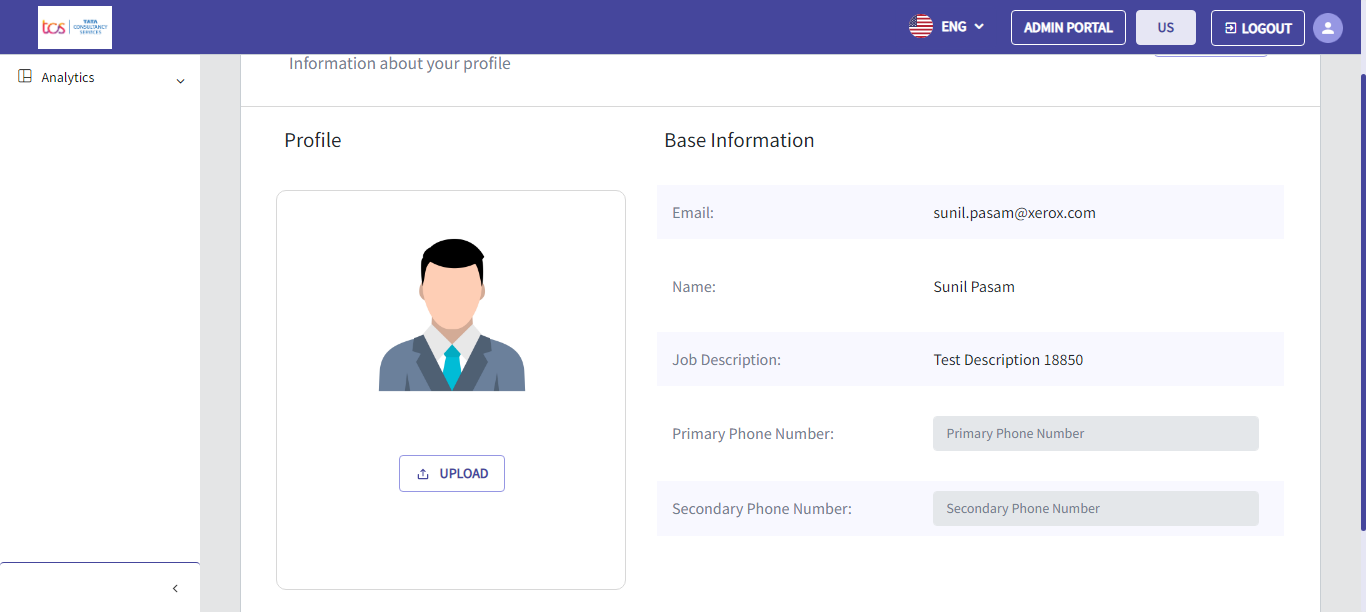 tcs TATA
CONSULTANCY
SERVICES
ENG
ADMIN PORTAL
US
LOGOUT
Analytics
Information about your profile
Profile
Base Information
Email: sunil.pasam@xerox.com
Name: Sunil Pasam
Job Description: Test Description 18850
Primary Phone Number: Primary Phone Number
Secondary Phone Number: Secondary Phone Number
UPLOAD